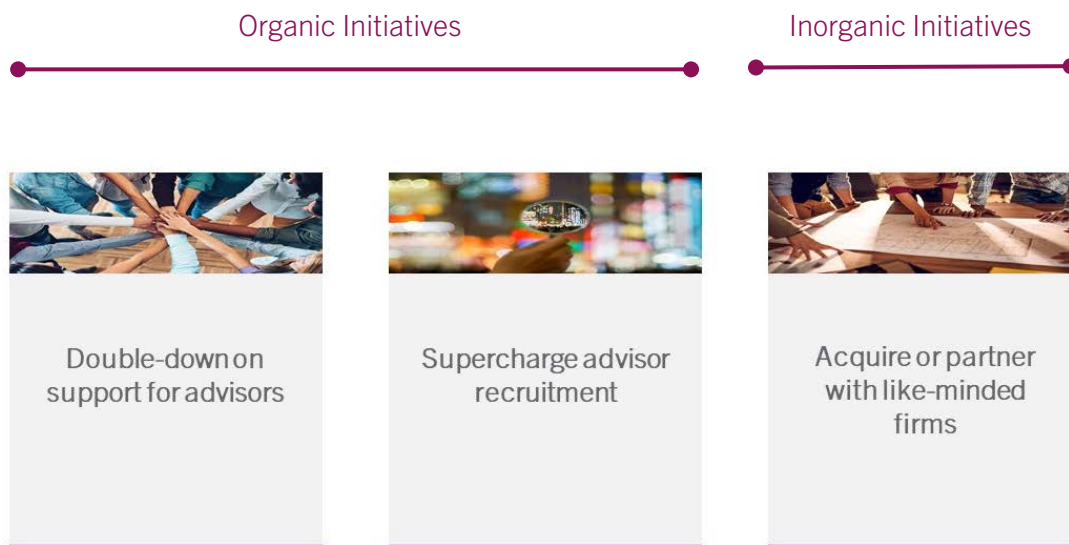 Organic Initiatives
Inorganic Initiatives
Double-down on
support for advisors
Supercharge advisor
recruitment
Acquire or partner
with like-minded
firms